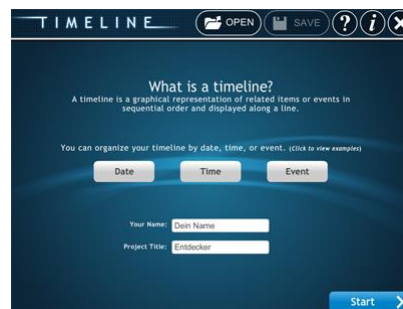 TIMELINE
OPEN
SAVE
?
i
X
What is a timeline?
A timeline is a graphical representation of related items or events in
sequential order and displayed along a line.
You can organize your timeline by date, time, or event. (Click to view examples)
Date
Time
Event
Your Name: Dein Name
Project Title: Entdecker
Start